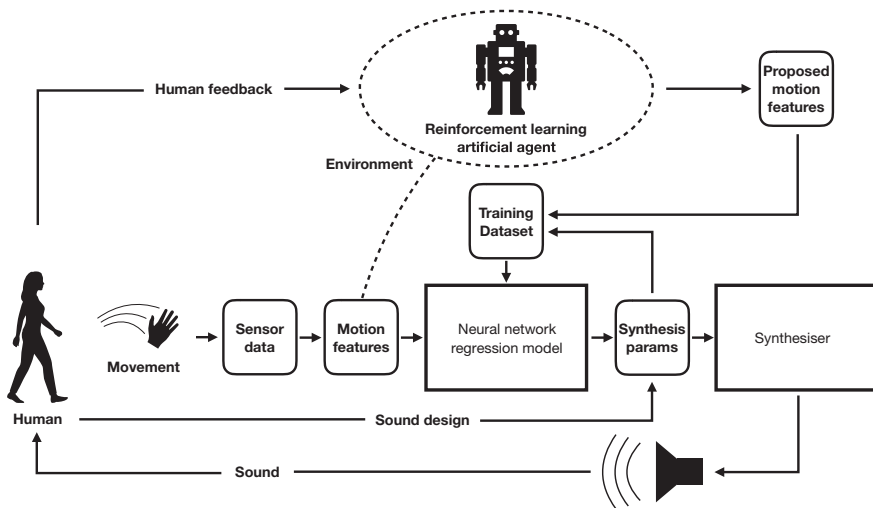 Human feedback
Reinforcement learning
artificial agent
Proposed
motion
features
Environment
Training
Dataset
Movement
Sensor
data
Motion
features
Neural network
regression model
Synthesis
params
Synthesiser
Human
Sound design
Sound